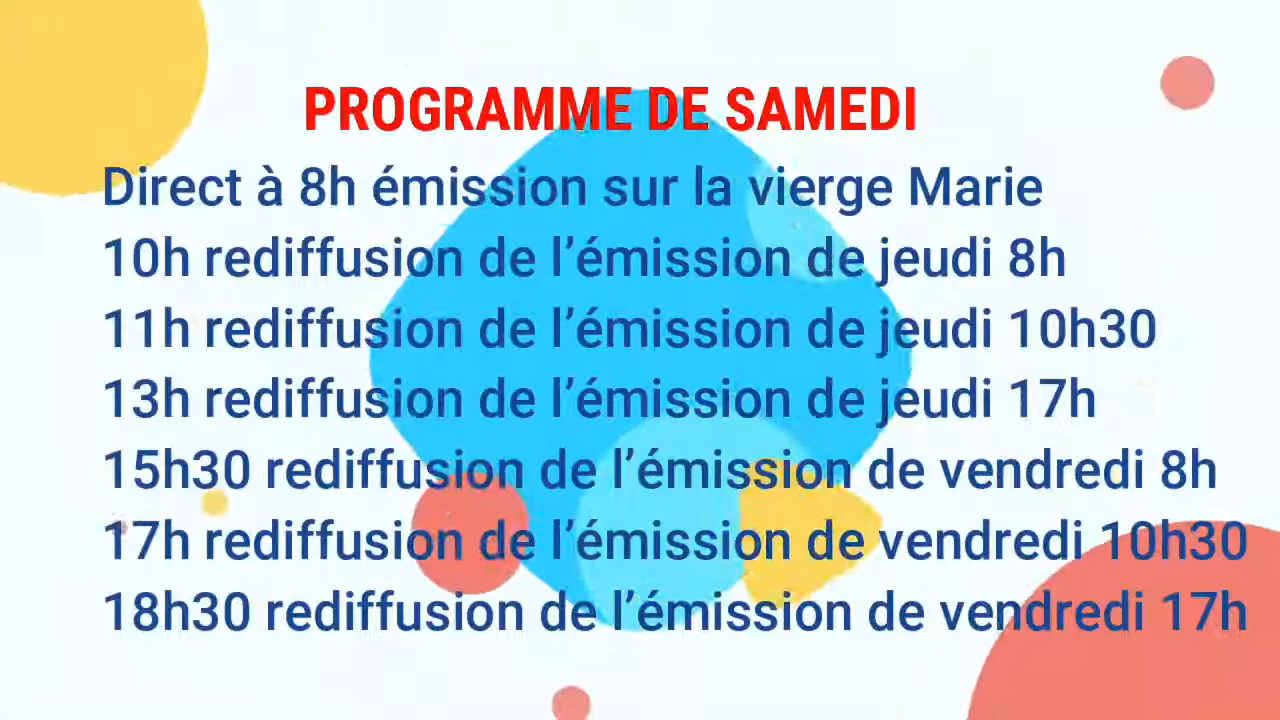 PROGRAMME DE SAMEDI
Direct à 8h émission sur la vierge Marie
10h rediffusion de l’émission de jeudi 8h
11h rediffusion de l’émission de jeudi 10h30
13h rediffusion de l’émission de jeudi 17h
15h30 rediffusion de l’émission de vendredi 8h
17h rediffusion de l’émission de vendredi 10h30
18h30 rediffusion de l’émission de vendredi 17h